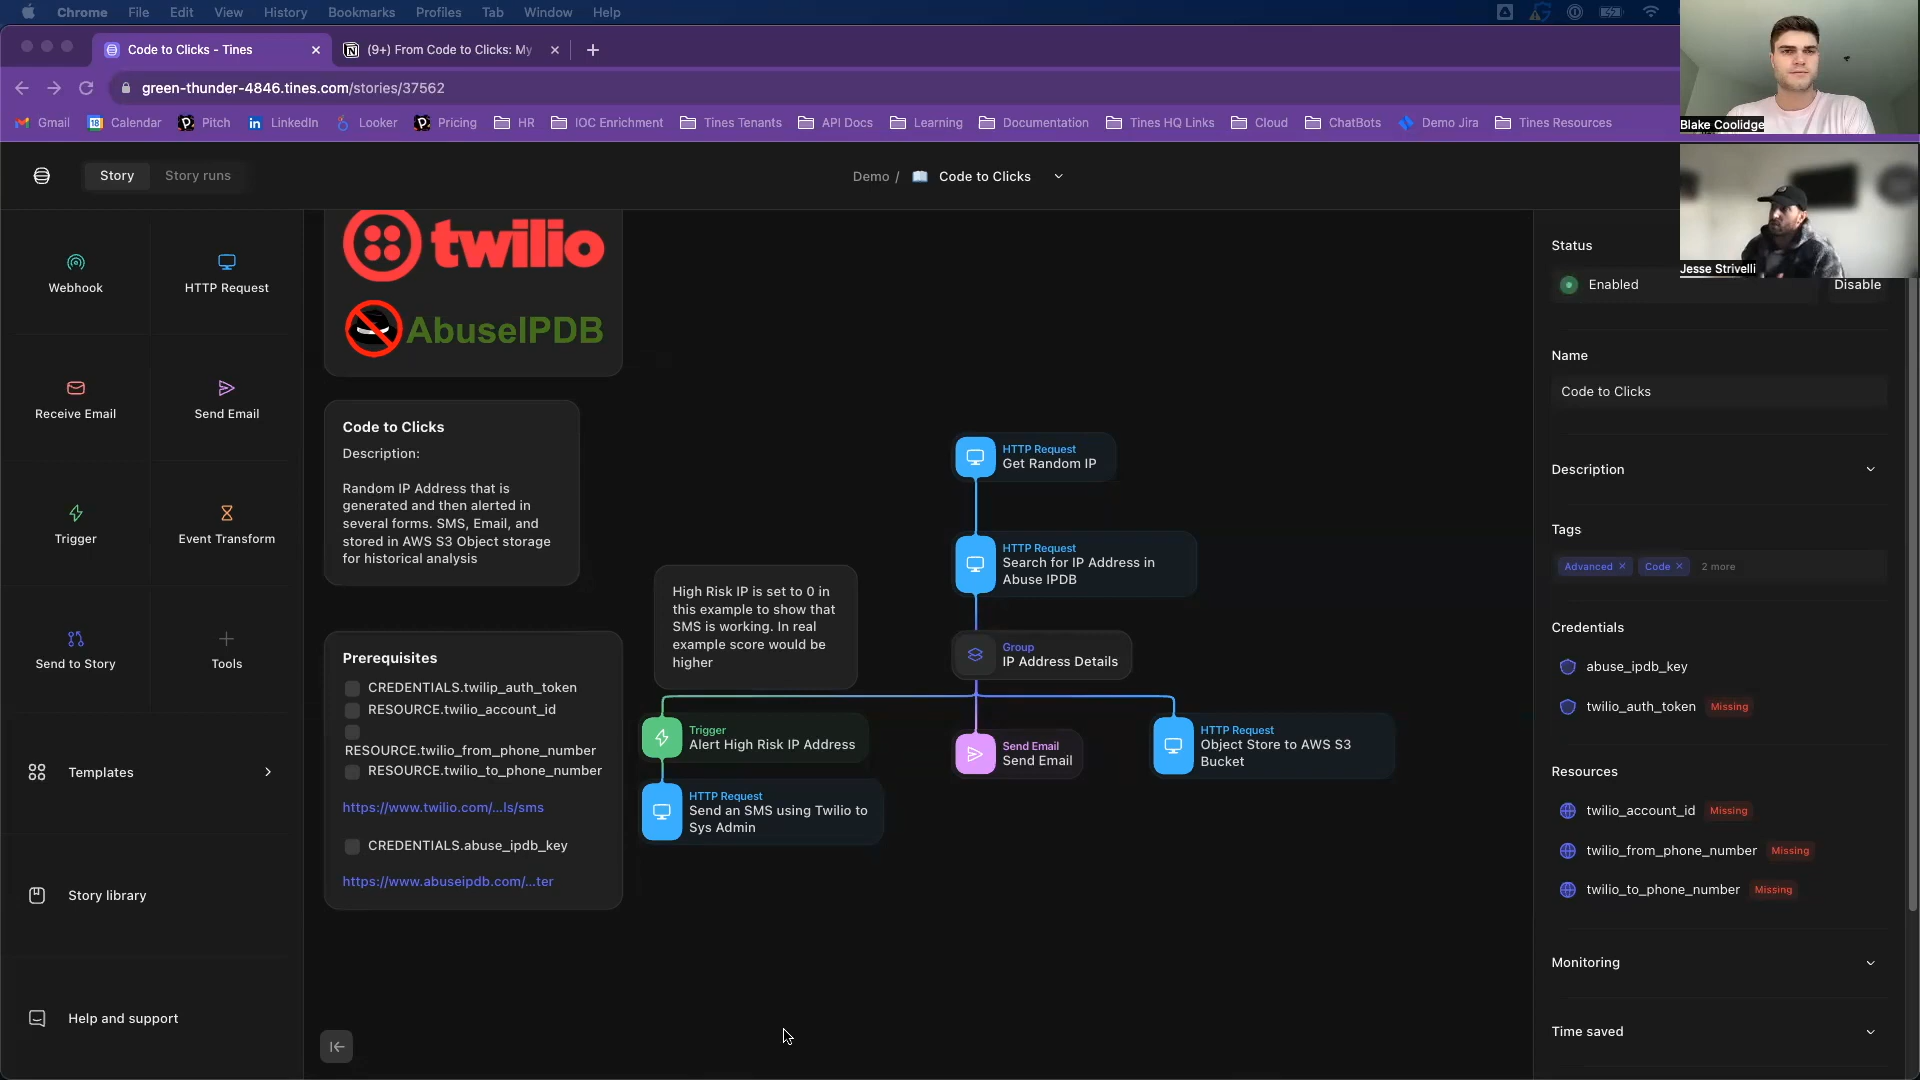 Chrome File Edit View History Bookmarks Profiles Tab Window Help
Code to Clicks - Tines
(9+) From Code to Clicks: My
green-thunder-4846.tines.com/stories/37562
Gmail Calendar Pitch LinkedIn Looker Pricing HR IOC Enrichment Tines Tenants API Docs Learning Documentation Tines HQ Links Cloud ChatBots Demo Jira Tines Resources
Blake Coolidge
Jesse Strivelli
Story Story runs
Demo / Code to Clicks
Webhook
HTTP Request
Receive Email
Send Email
Trigger
Event Transform
Send to Story
Tools
Templates
Story library
Help and support
twilio
AbuseIPDB
Code to Clicks
Description:
Random IP Address that is
generated and then alerted in
several forms. SMS, Email, and
stored in AWS S3 Object storage
for historical analysis
Prerequisites
CREDENTIALS.twilip_auth_token
RESOURCE.twilio_account_id
RESOURCE.twilio_from_phone_number
RESOURCE.twilio_to_phone_number
https://www.twilio.com/...ls/sms
CREDENTIALS.abuse_ipdb_key
https://www.abuseipdb.com/...ter
High Risk IP is set to 0 in
this example to show that
SMS is working. In real
example score would be
higher
HTTP Request
Get Random IP
HTTP Request
Search for IP Address in
Abuse IPDB
Group
IP Address Details
Trigger
Alert High Risk IP Address
HTTP Request
Send an SMS using Twilio to
Sys Admin
Send Email
Send Email
HTTP Request
Object Store to AWS S3
Bucket
Status
Enabled
Disable
Name
Code to Clicks
Description
Tags
Advanced Code 2 more
Credentials
abuse_ipdb_key
twilio_auth_token Missing
Resources
twilio_account_id Missing
twilio_from_phone_number Missing
twilio_to_phone_number Missing
Monitoring
Time saved